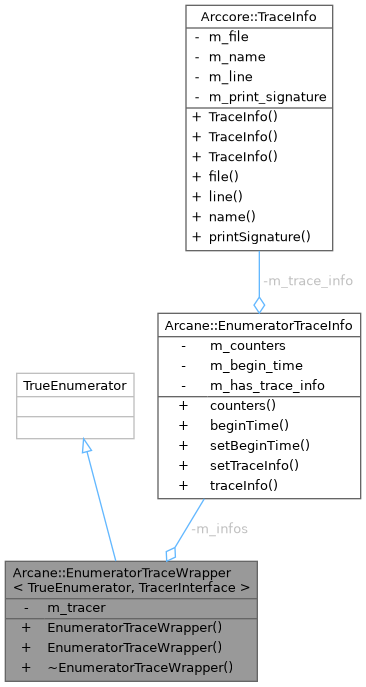 Arccore::TraceInfo
- m_file
- m_name
- m_line
- m_print_signature
+ TraceInfo()
+ TraceInfo()
+ TraceInfo()
+ file()
+ line()
+ name()
+ printSignature()
-m_trace_info
Arcane::EnumeratorTraceInfo
- m_counters
- m_begin_time
- m_has_trace_info
+ counters()
+ beginTime()
+ setBeginTime()
+ setTraceInfo()
+ traceInfo()
TrueEnumerator
-m_infos
Arcane::EnumeratorTraceWrapper
< TrueEnumerator, TracerInterface >
- m_tracer
+ EnumeratorTraceWrapper()
+ EnumeratorTraceWrapper()
+ ~EnumeratorTraceWrapper()